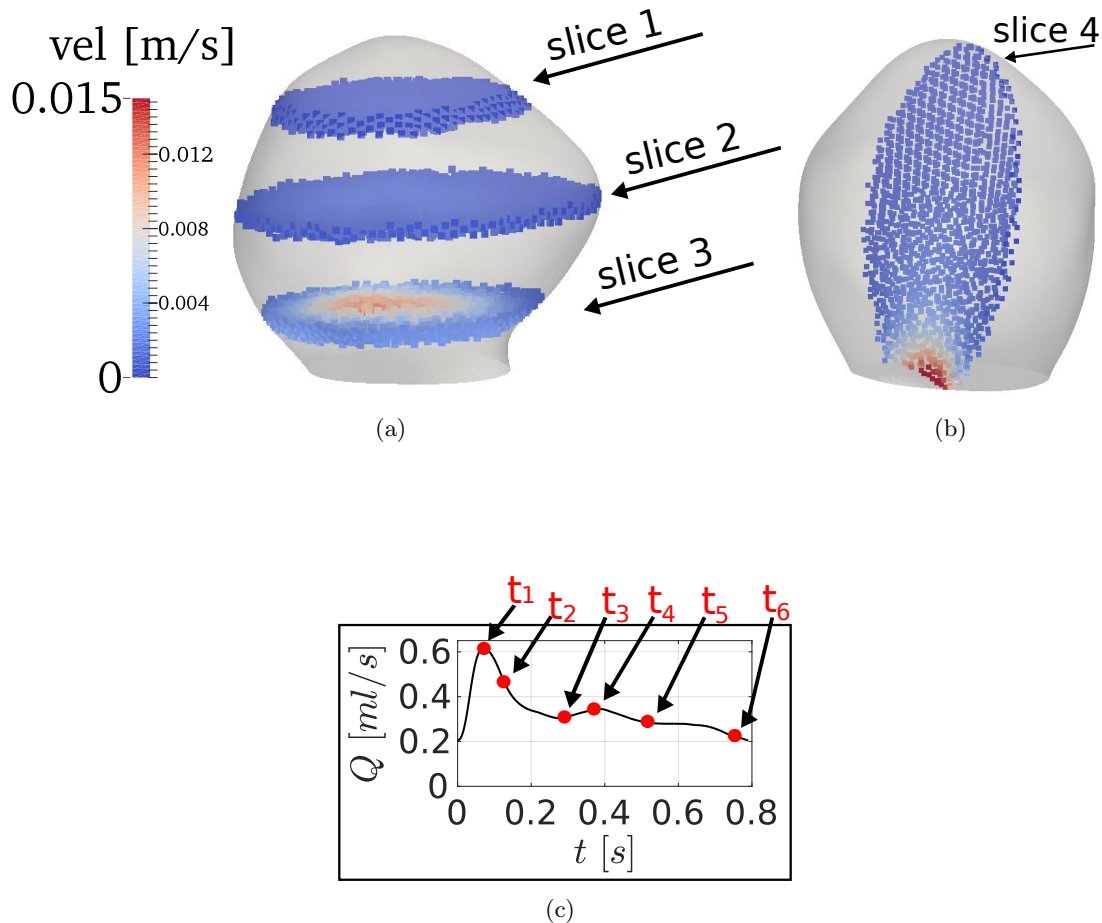 vel [m/s]
0.015
0.012
0.008
0.004
0
slice 1
slice 2
slice 3
slice 4
(a)
(b)
t1
t2
t3
t4
t5
t6
Q [ml/s]
0.6
0.4
0.2
0
0 0.2 0.4 0.6 0.8
t [s]
(c)